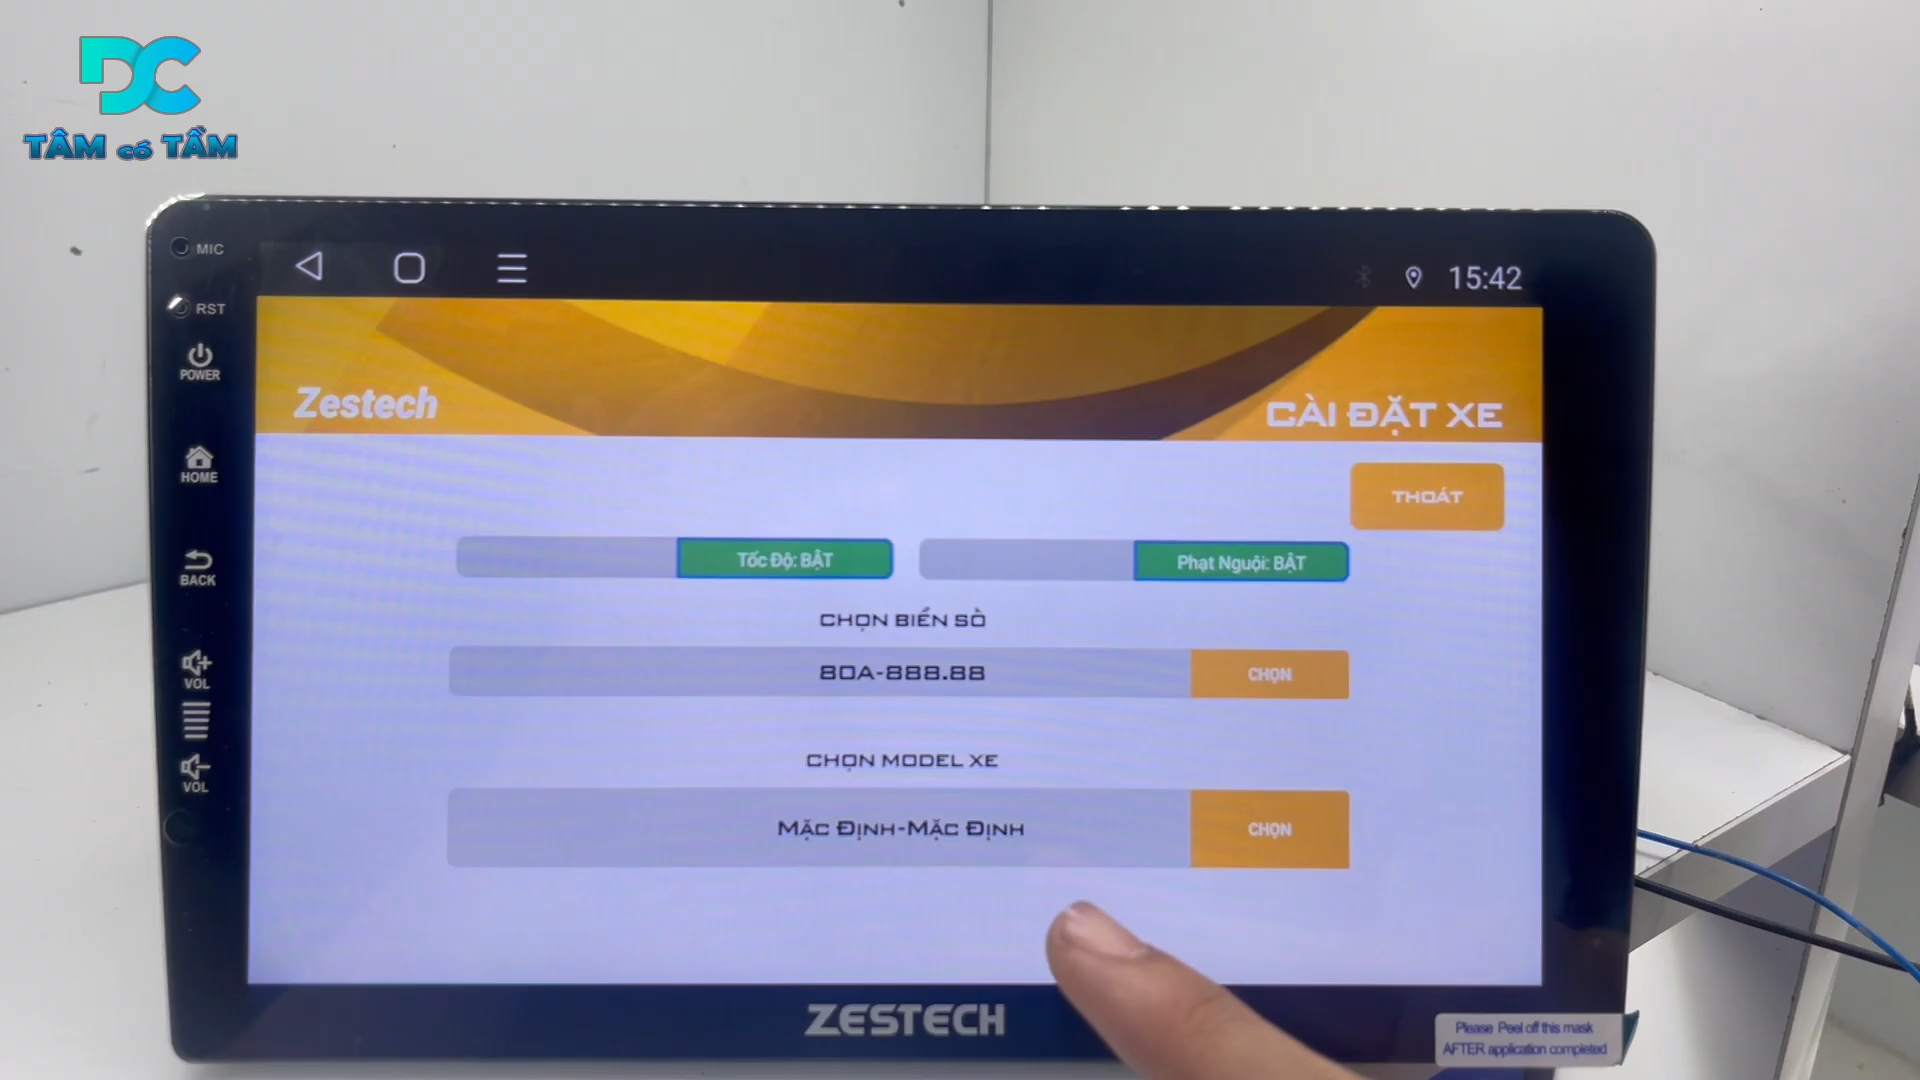 DC
TÂM có TẦM
MIC
RST
POWER
HOME
BACK
VOL
VOL
15:42
Zestech
CÀI ĐẶT XE
THOÁT
Tốc Độ: BẬT
Phạt Nguội: BẬT
CHỌN BIỂN SỐ
80A-888.88
CHỌN
CHỌN MODEL XE
MẶC ĐỊNH-MẶC ĐỊNH
CHỌN
ZESTECH
Please Peel off this mask
AFTER application completed